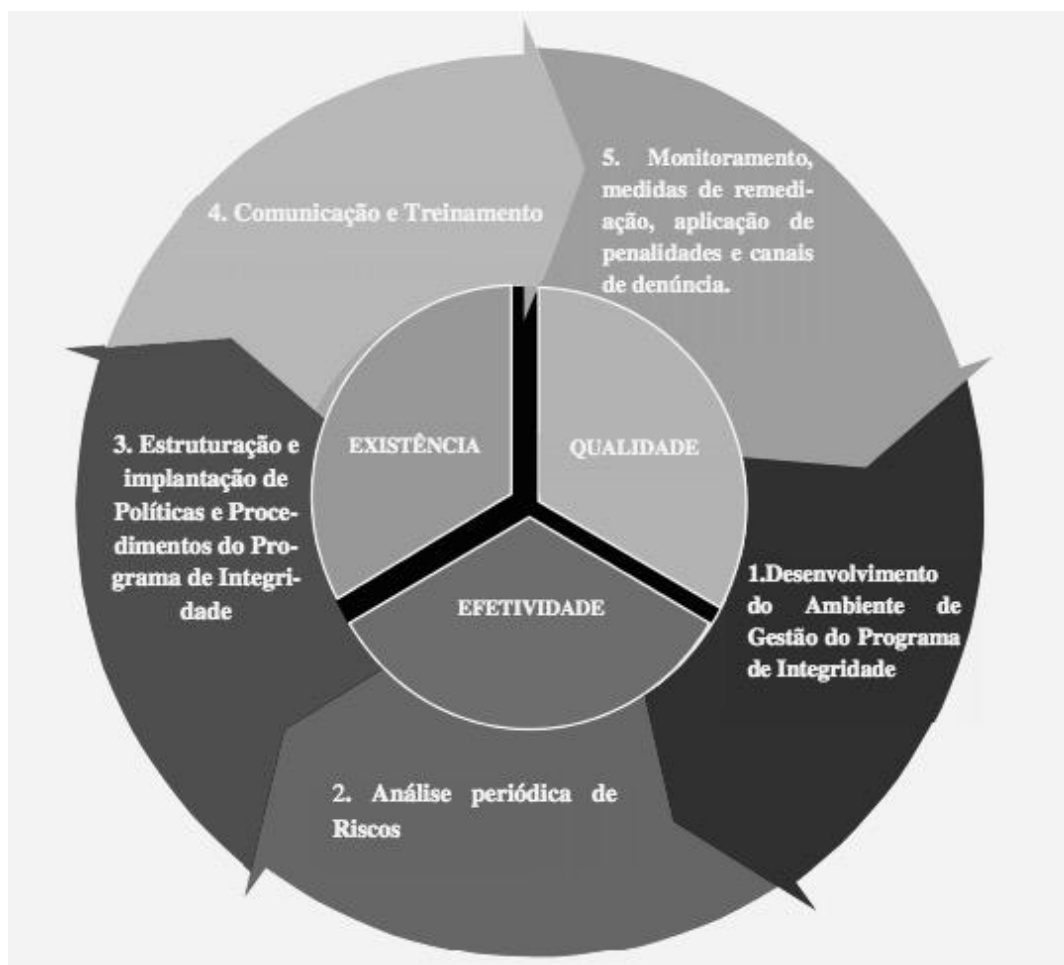 4. Comunicação e Treinamento
5. Monitoramento,
medidas de remedi-
ação, aplicação de
penalidades e canais
de denúncia.
EXISTÊNCIA
QUALIDADE
3. Estruturação e
implantação de
Políticas e Proce-
dimentos do Pro-
grama de Integri-
dade
EFETIVIDADE
1.Desenvolvimento
do Ambiente de
Gestão do Programa
de Integridade
2. Análise periódica de
Riscos